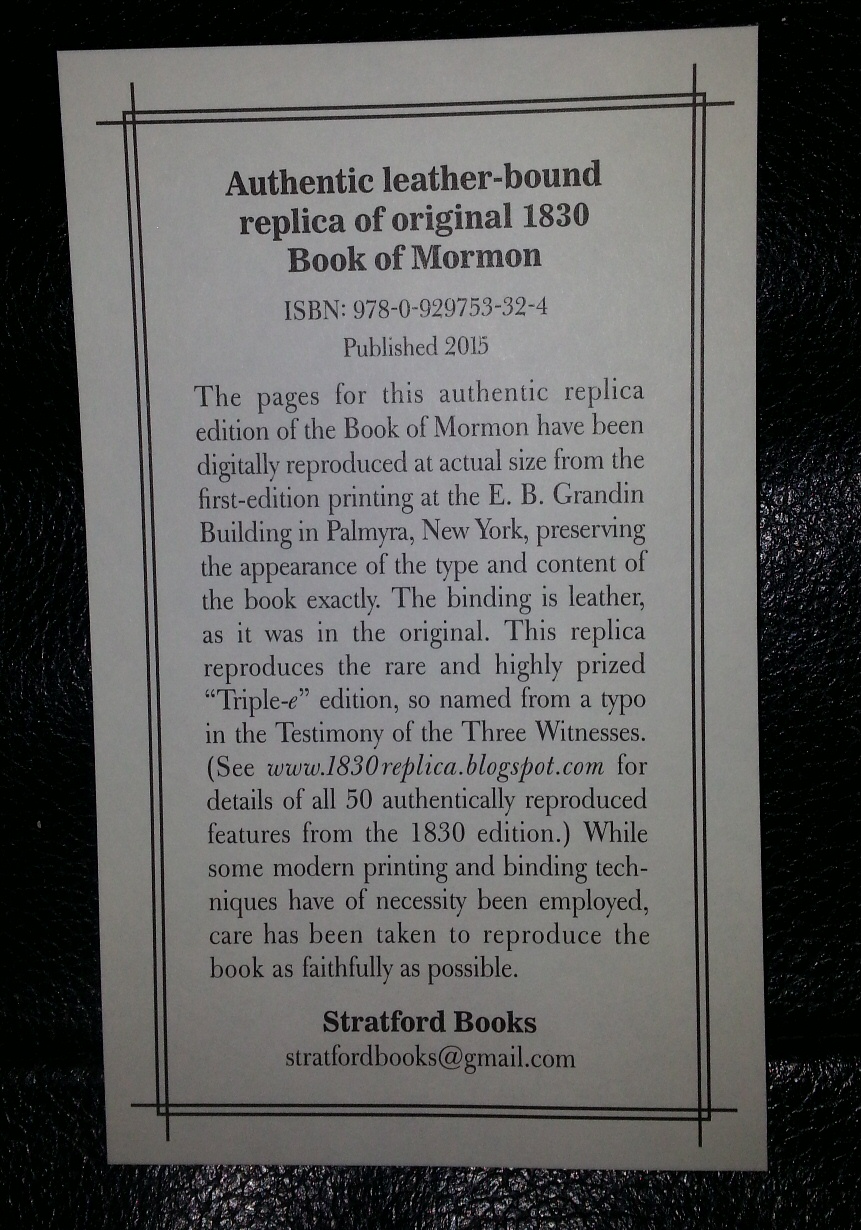 Authentic leather-bound
replica of original 1830
Book of Mormon
ISBN: 978-0-929753-32-4
Published 2015
The pages for this authentic replica
edition of the Book of Mormon have been
digitally reproduced at actual size from the
first-edition printing at the E. B. Grandin
Building in Palmyra, New York, preserving
the appearance of the type and content of
the book exactly. The binding is leather,
as it was in the original. This replica
reproduces the rare and highly prized
“Triple-e” edition, so named from a typo
in the Testimony of the Three Witnesses.
(See www.1830replica.blogspot.com for
details of all 50 authentically reproduced
features from the 1830 edition.) While
some modern printing and binding tech-
niques have of necessity been employed,
care has been taken to reproduce the
book as faithfully as possible.
Stratford Books
stratfordbooks@gmail.com